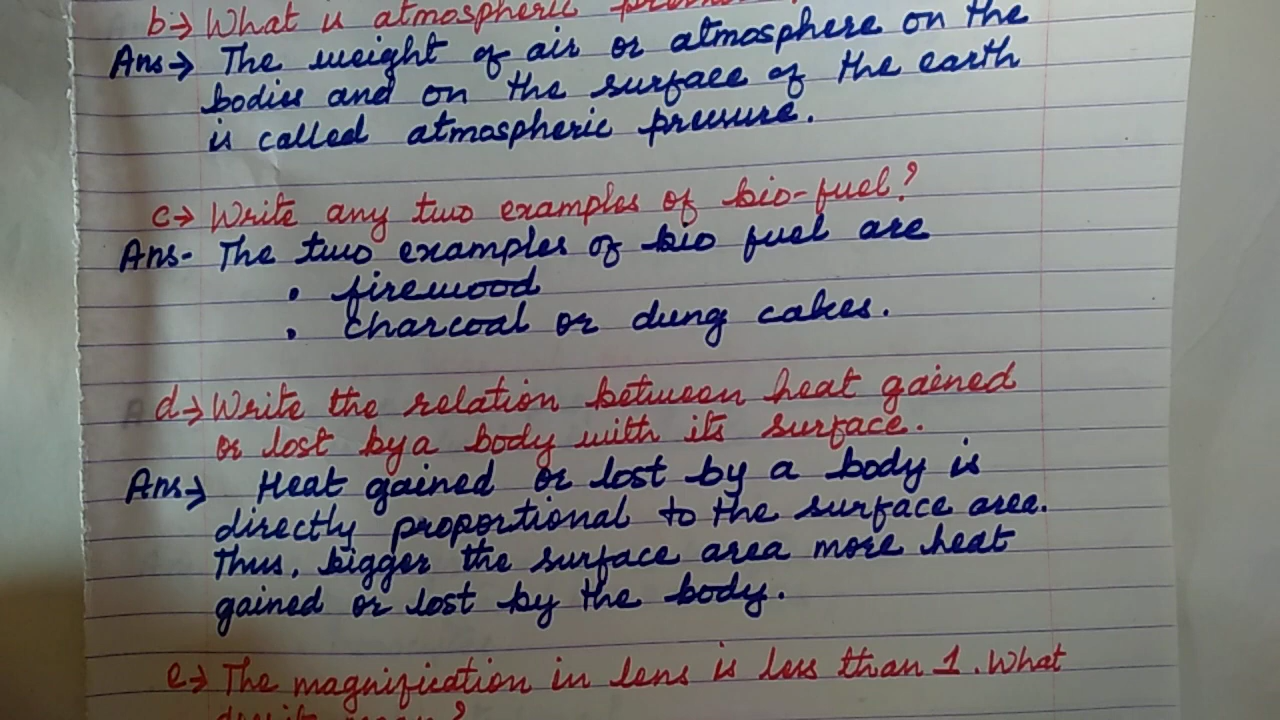 b→ What is atmospheric
Ans→ The weight of air or atmosphere on the
bodies and on the surface of the earth
is called atmospheric pressure.
c→ Write any two examples of bio-fuel?
Ans- The two examples of bio fuel are
• firewood
• charcoal or dung cakes.
d→ Write the relation between heat gained
or lost by a body with its surface.
Ans→ Heat gained or lost by a body is
directly proportional to the surface area.
Thus, bigger the surface area more heat
gained or lost by the body.
e→ The magnification in lens is less than 1. What